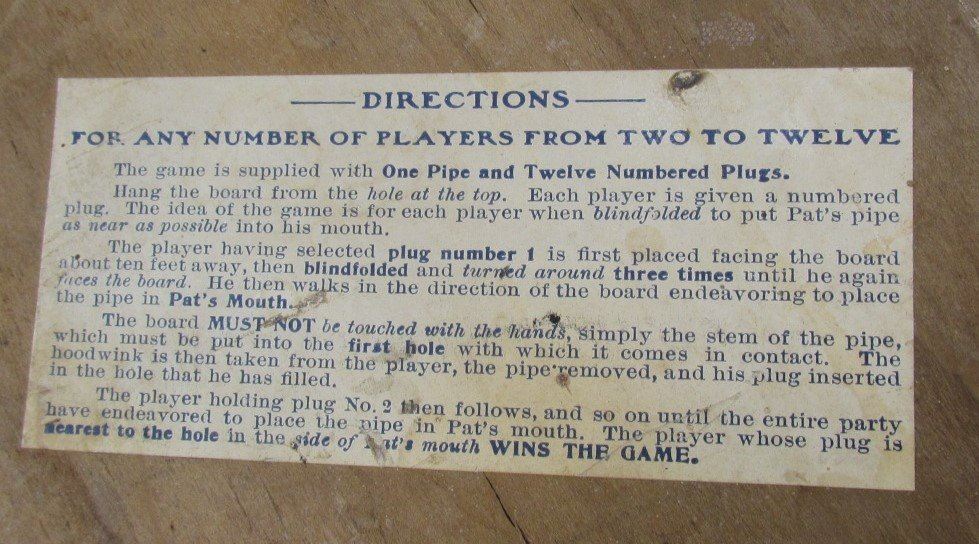 DIRECTIONS
FOR ANY NUMBER OF PLAYERS FROM TWO TO TWELVE
The game is supplied with One Pipe and Twelve Numbered Plugs.
Hang the board from the hole at the top. Each player is given a numbered
plug. The idea of the game is for each player when blindfolded to put Pat's pipe
as near as possible into his mouth.
The player having selected plug number 1 is first placed facing the board
about ten feet away, then blindfolded and turned around three times until he again
faces the board. He then walks in the direction of the board endeavoring to place
the pipe in Pat's Mouth.
The board MUST NOT be touched with the hands, simply the stem of the pipe,
which must be put into the first hole with which it comes in contact. The
hoodwink is then taken from the player, the pipe removed, and his plug inserted
in the hole that he has filled.
The player holding plug No. 2 then follows, and so on until the entire party
have endeavored to place the pipe in Pat's mouth. The player whose plug is
nearest to the hole in the side of Pat's mouth WINS THE GAME.